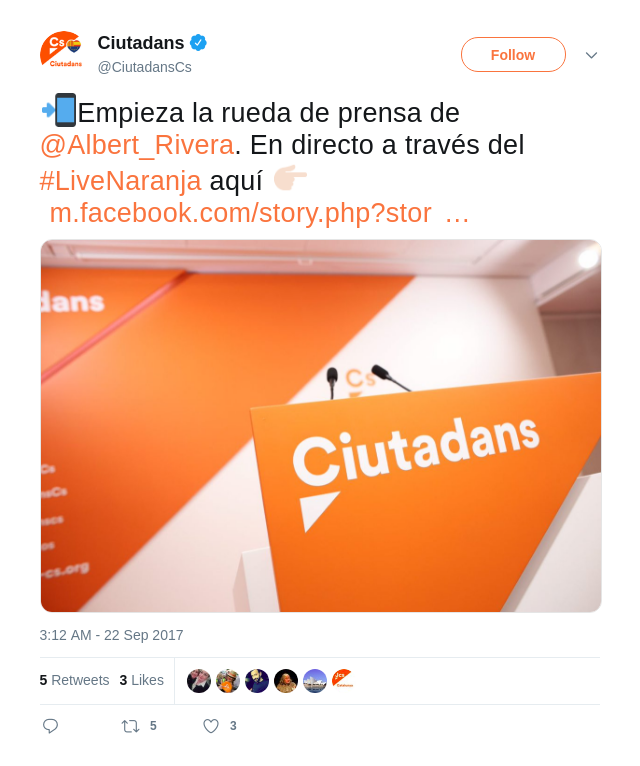 Cs
Ciutadans
Ciutadans
@CiutadansCs
Follow
Empieza la rueda de prensa de
@Albert_Rivera. En directo a través del
#LiveNaranja aquí
m.facebook.com/story.php?stor …
dans
Cs
Ciutadans
Cs
nsCs
nscs
os
-cs.org
3:12 AM - 22 Sep 2017
5 Retweets 3 Likes
5 3